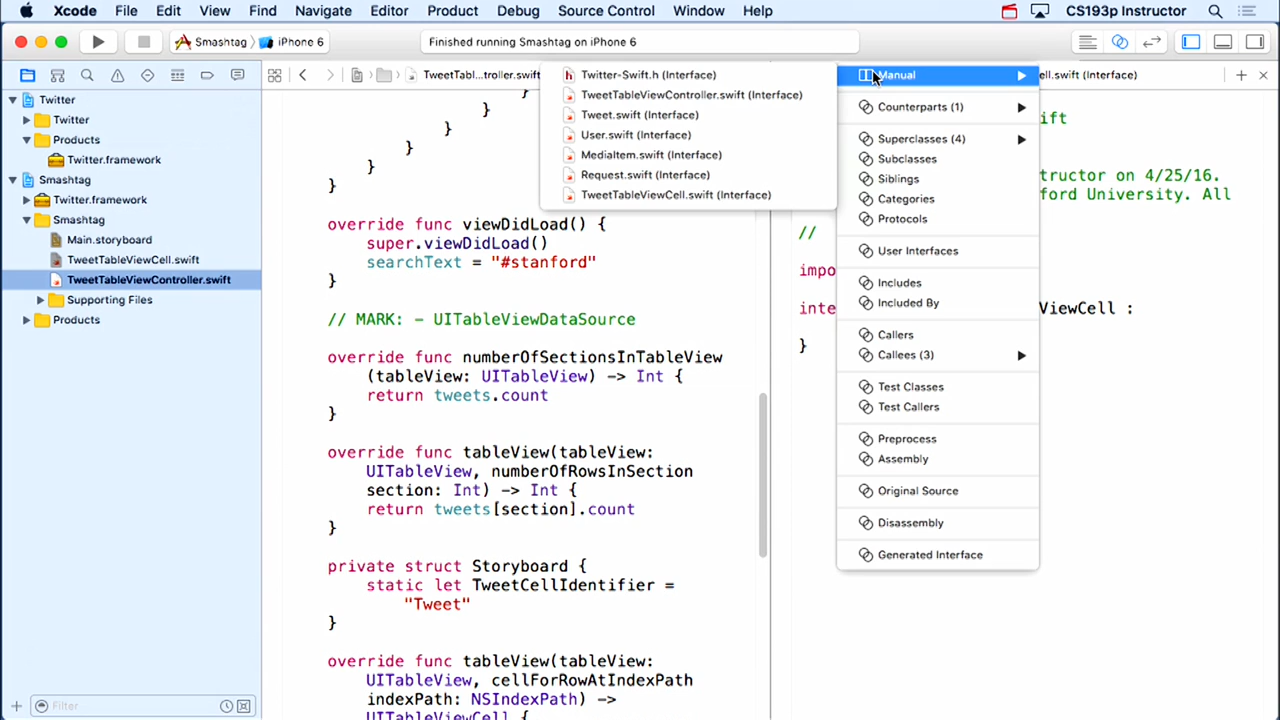 Xcode File Edit View Find Navigate Editor Product Debug Source Control Window Help CS193p Instructor
Smashtag iPhone 6 Finished running Smashtag on iPhone 6
TweetTabl...troller.swift
ell.swift (Interface)
Twitter
Twitter
Products
Twitter.framework
Smashtag
Twitter.framework
Smashtag
Main.storyboard
TweetTableViewCell.swift
TweetTableViewController.swift
Supporting Files
Products
Filter
}
}
}
}
}
}
override func viewDidLoad() {
super.viewDidLoad()
searchText = "#stanford"
}
// MARK: - UITableViewDataSource
override func numberOfSectionsInTableView
(tableView: UITableView) -> Int {
return tweets.count
}
override func tableView(tableView:
UITableView, numberOfRowsInSection
section: Int) -> Int {
return tweets[section].count
}
private struct Storyboard {
static let TweetCellIdentifier =
"Tweet"
}
override func tableView(tableView:
UITableView, cellForRowAtIndexPath
indexPath: NSIndexPath) ->
UITableViewCell {
Twitter-Swift.h (Interface)
TweetTableViewController.swift (Interface)
Tweet.swift (Interface)
User.swift (Interface)
MediaItem.swift (Interface)
Request.swift (Interface)
TweetTableViewCell.swift (Interface)
Manual
Counterparts (1)
Superclasses (4)
Subclasses
Siblings
Categories
Protocols
User Interfaces
Includes
Included By
Callers
Callees (3)
Test Classes
Test Callers
Preprocess
Assembly
Original Source
Disassembly
Generated Interface
ift
tructor on 4/25/16.
ford University. All
//
impo
inte ViewCell :
}